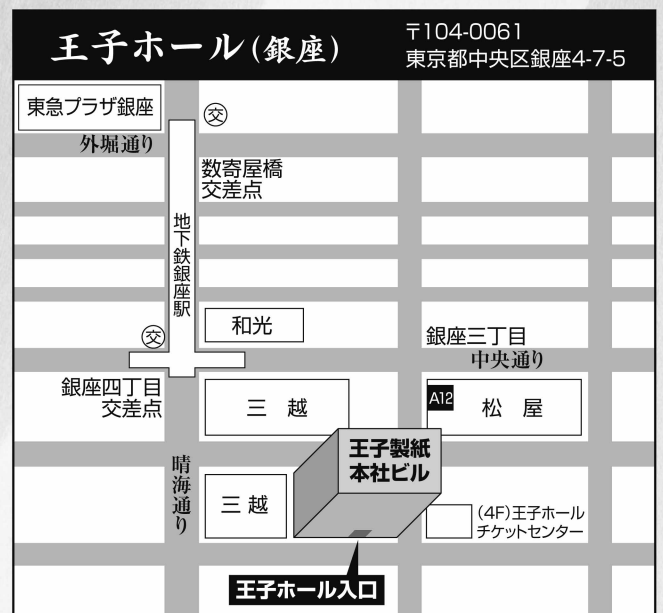 王子ホール(銀座)
〒104-0061
東京都中央区銀座4-7-5
東急プラザ銀座
交
外堀通り
数寄屋橋
交差点
地下鉄銀座駅
和光
交
銀座三丁目
中央通り
銀座四丁目
交差点
三越
A12
松屋
王子製紙
本社ビル
晴海通り
三越
(4F)王子ホール
チケットセンター
王子ホール入口